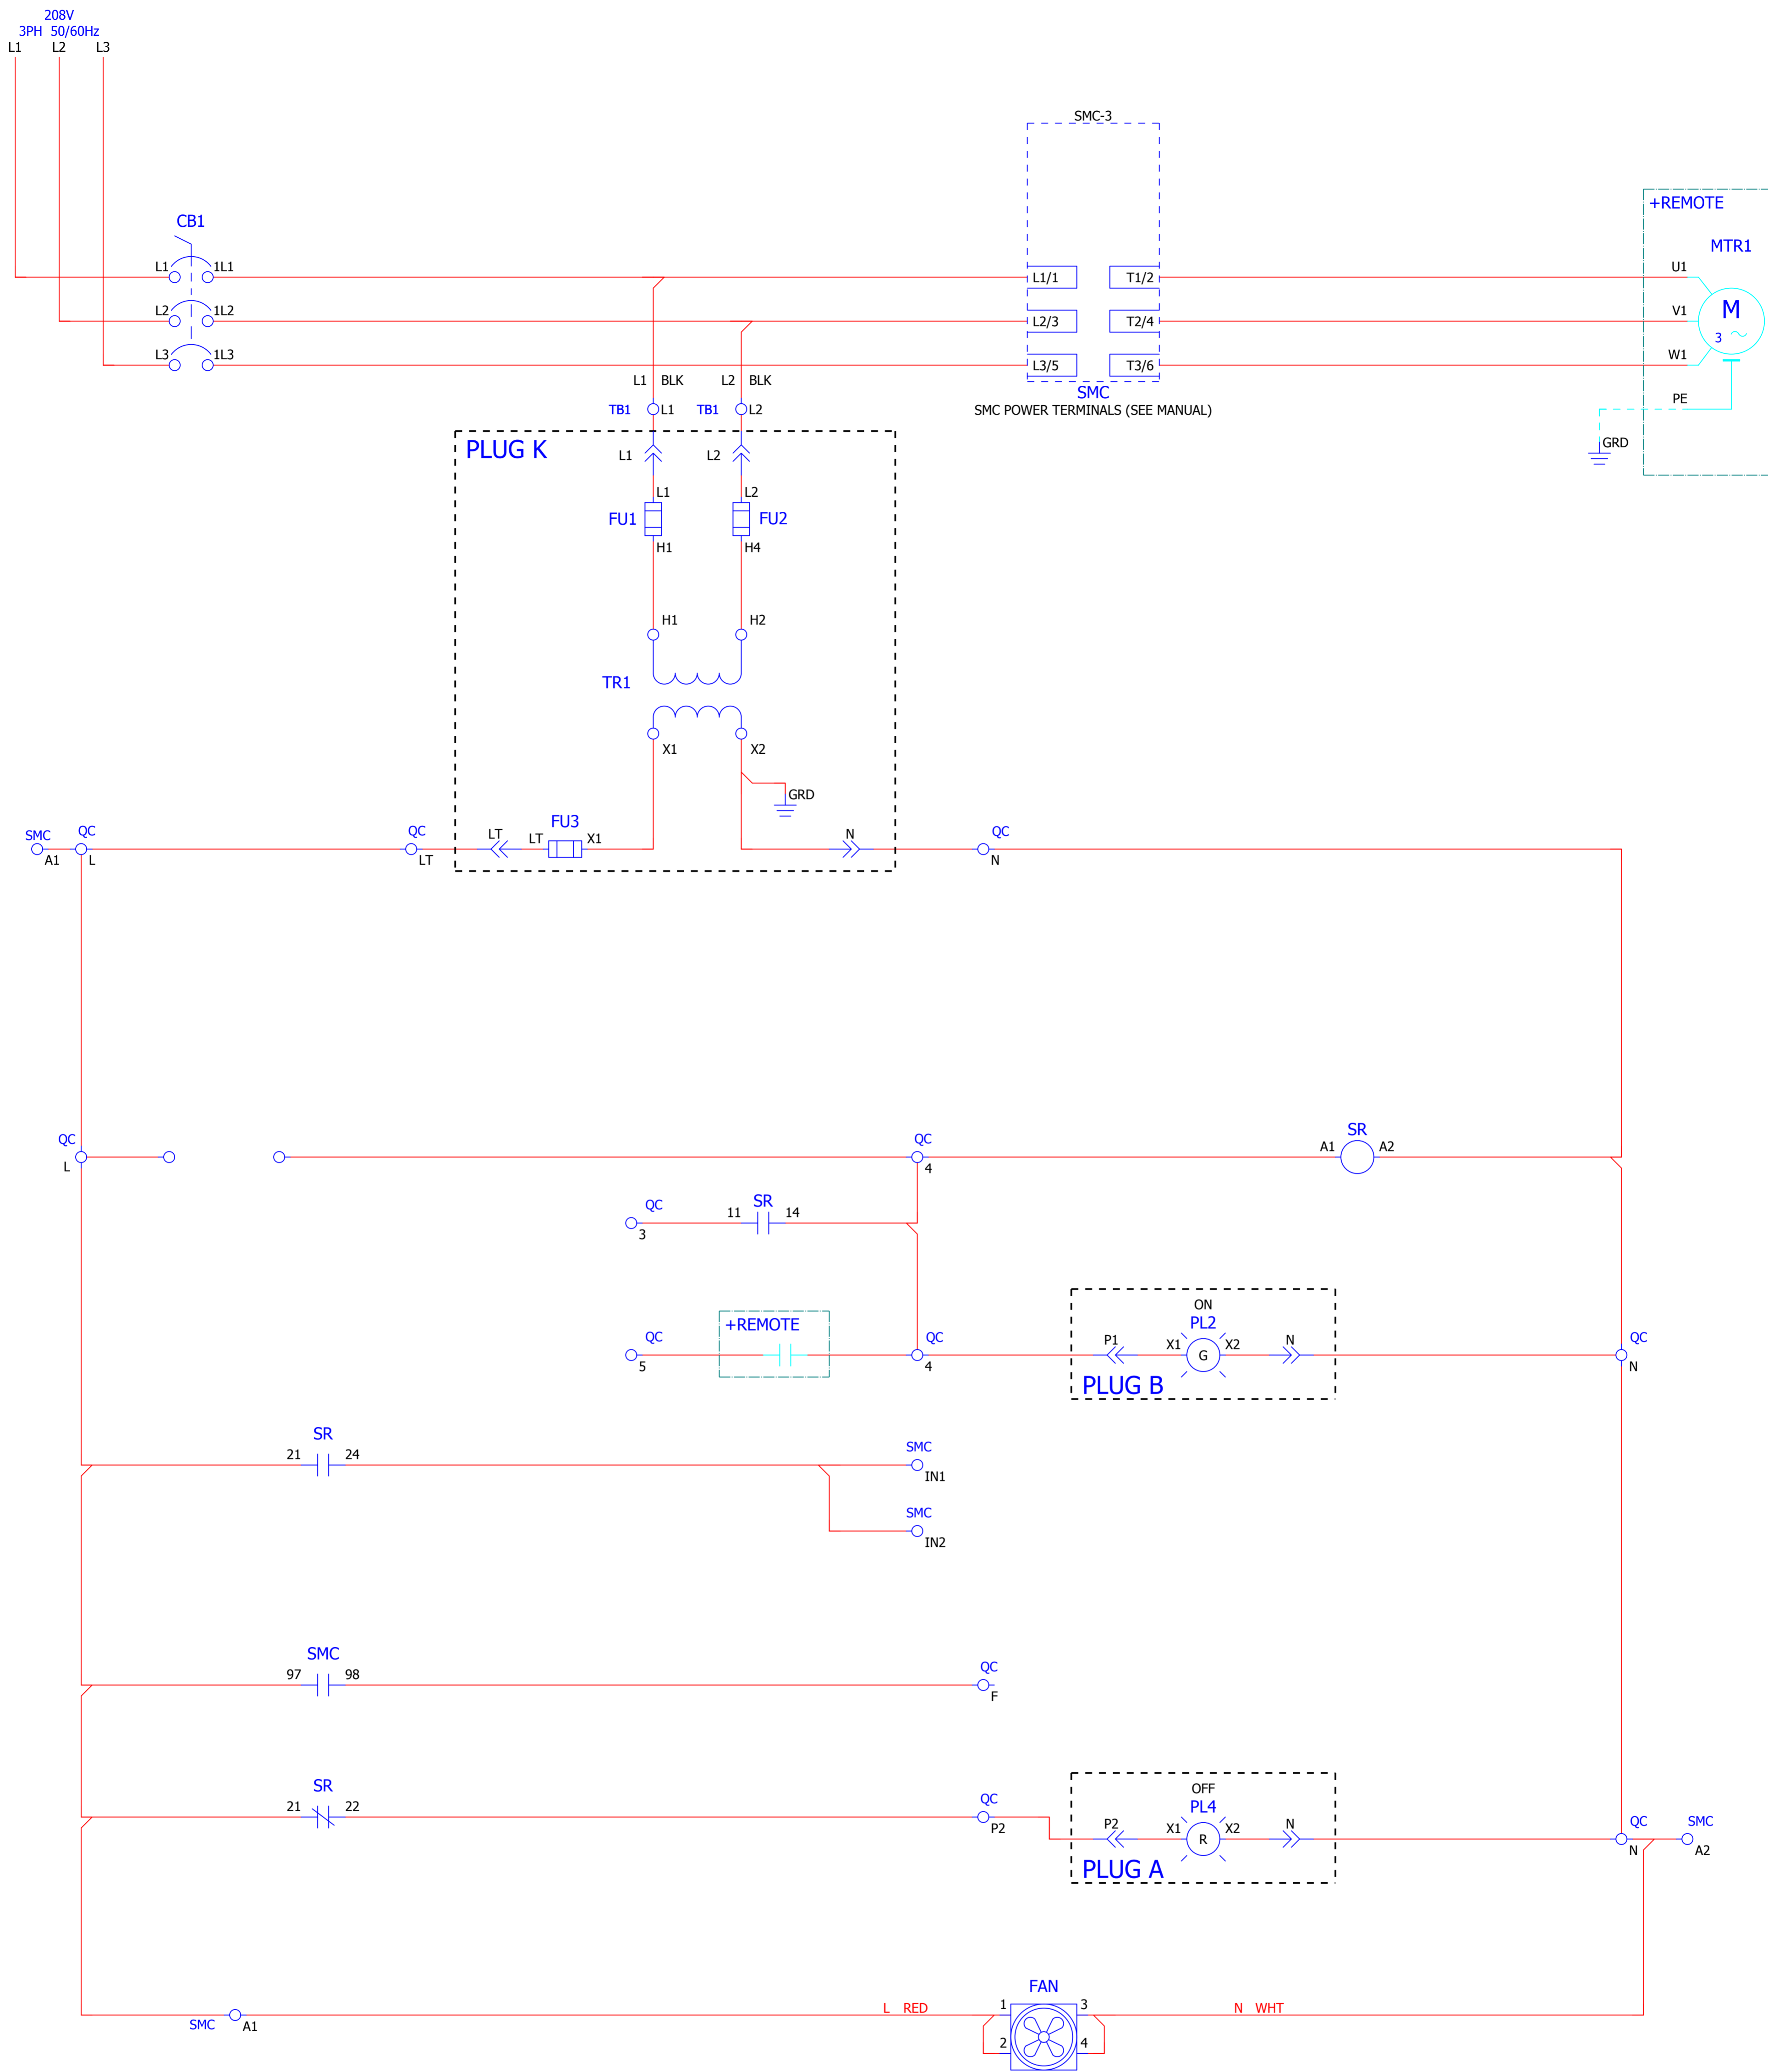 208V
3PH 50/60Hz
L1 L2 L3
SMC-3
+REMOTE
CB1
MTR1
L1 1L1 L1/1 T1/2 U1
L2 1L2 L2/3 T2/4 V1
M
3
L3 1L3 L3/5 T3/6 W1
L1 BLK L2 BLK
SMC
TB1 L1 TB1 L2
SMC POWER TERMINALS (SEE MANUAL)
PE
GRD
PLUG K
L1 L2
L1 L2
FU1 FU2
H1 H4
H1 H2
TR1
X1 X2
GRD
FU3
SMC QC QC LT LT X1 N QC
A1 L LT N
QC QC SR
L 4 A1 A2
QC SR
3 11 14
ON
+REMOTE PL2
QC QC P1 X1 G X2 N QC
5 4 N
PLUG B
SR SMC
21 24 IN1
SMC
IN2
SMC QC
97 98 F
OFF
SR PL4
21 22 QC P2 X1 R X2 N QC SMC
P2 N A2
PLUG A
FAN
L RED 1 3 N WHT
SMC A1
2 4